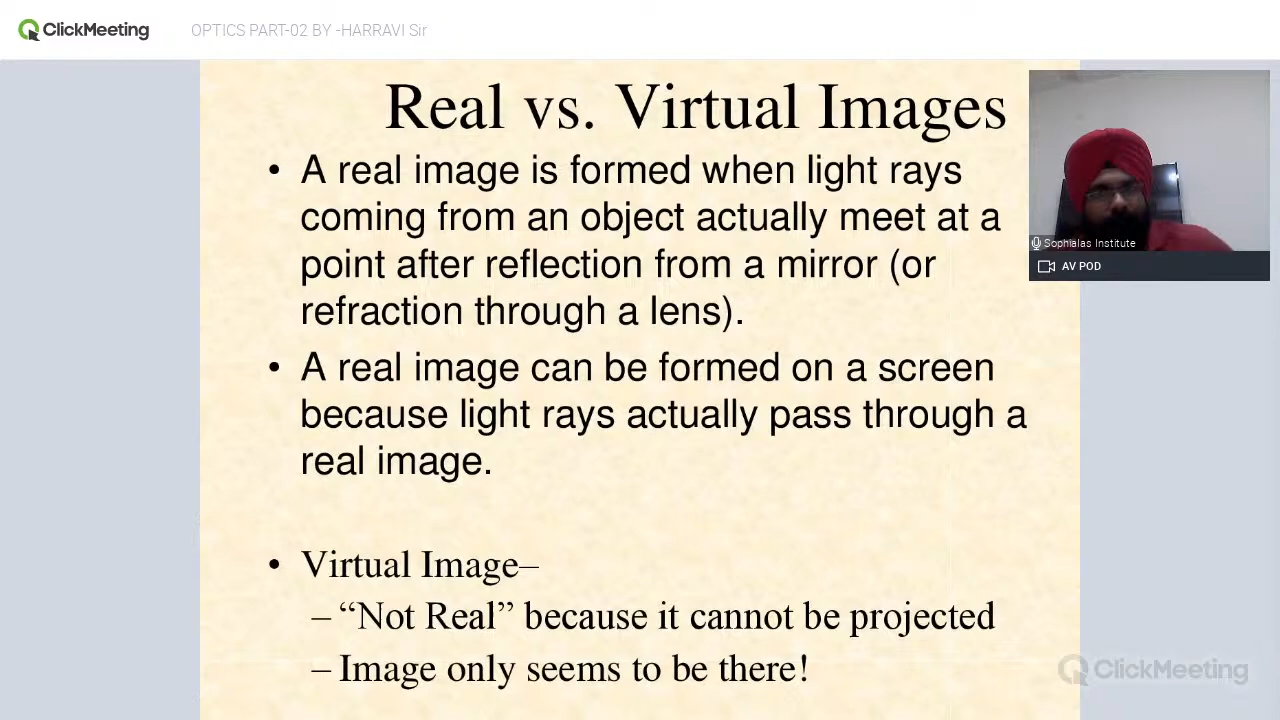 ClickMeeting
OPTICS PART-02 BY -HARRAVI Sir
Real vs. Virtual Images
• A real image is formed when light rays
coming from an object actually meet at a
point after reflection from a mirror (or
refraction through a lens).
• A real image can be formed on a screen
because light rays actually pass through a
real image.
• Virtual Image–
– “Not Real” because it cannot be projected
– Image only seems to be there!
Sophialas Institute
AV POD
ClickMeeting